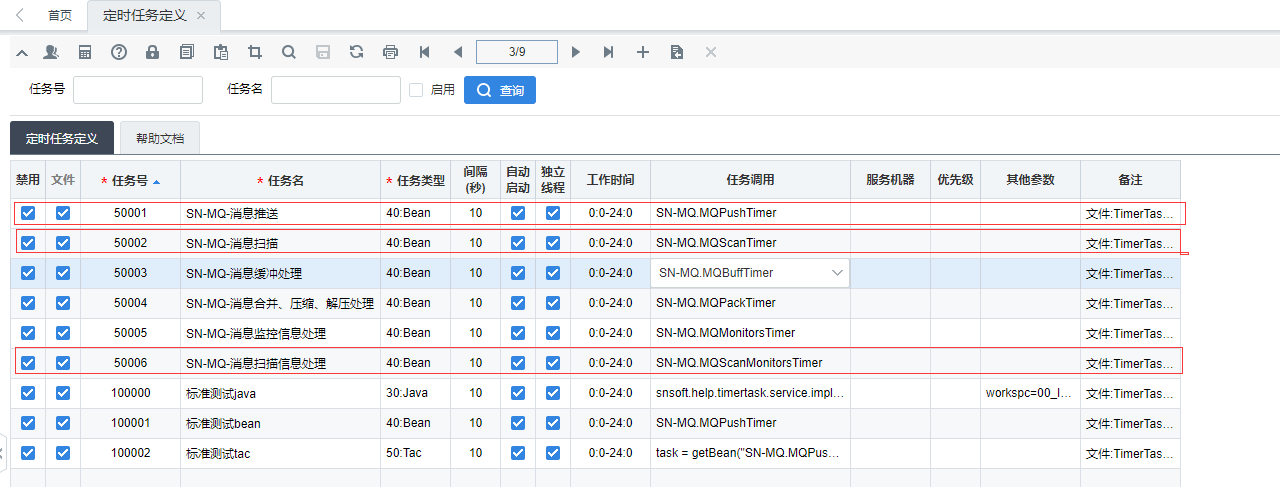 首页 定时任务定义
3/9
任务号 任务名 启用 查询
定时任务定义 帮助文档
禁用 文件 * 任务号 * 任务名 * 任务类型 间隔(秒) 自动启动 独立线程 工作时间 任务调用 服务机器 优先级 其他参数 备注
50001 SN-MQ-消息推送 40:Bean 10 0:0-24:0 SN-MQ.MQPushTimer 文件:TimerTas...
50002 SN-MQ-消息扫描 40:Bean 10 0:0-24:0 SN-MQ.MQScanTimer 文件:TimerTas...
50003 SN-MQ-消息缓冲处理 40:Bean 10 0:0-24:0 SN-MQ.MQBuffTimer 文件:TimerTas...
50004 SN-MQ-消息合并、压缩、解压处理 40:Bean 10 0:0-24:0 SN-MQ.MQPackTimer 文件:TimerTas...
50005 SN-MQ-消息监控信息处理 40:Bean 10 0:0-24:0 SN-MQ.MQMonitorsTimer 文件:TimerTas...
50006 SN-MQ-消息扫描信息处理 40:Bean 10 0:0-24:0 SN-MQ.MQScanMonitorsTimer 文件:TimerTas...
100000 标准测试java 30:Java 10 0:0-24:0 snsoft.help.timertask.service.impl... workspc=00_I... 文件:TimerTas...
100001 标准测试bean 40:Bean 10 0:0-24:0 SN-MQ.MQPushTimer 文件:TimerTas...
100002 标准测试tac 50:Tac 10 0:0-24:0 task = getBean("SN-MQ.MQPus... 文件:TimerTas...